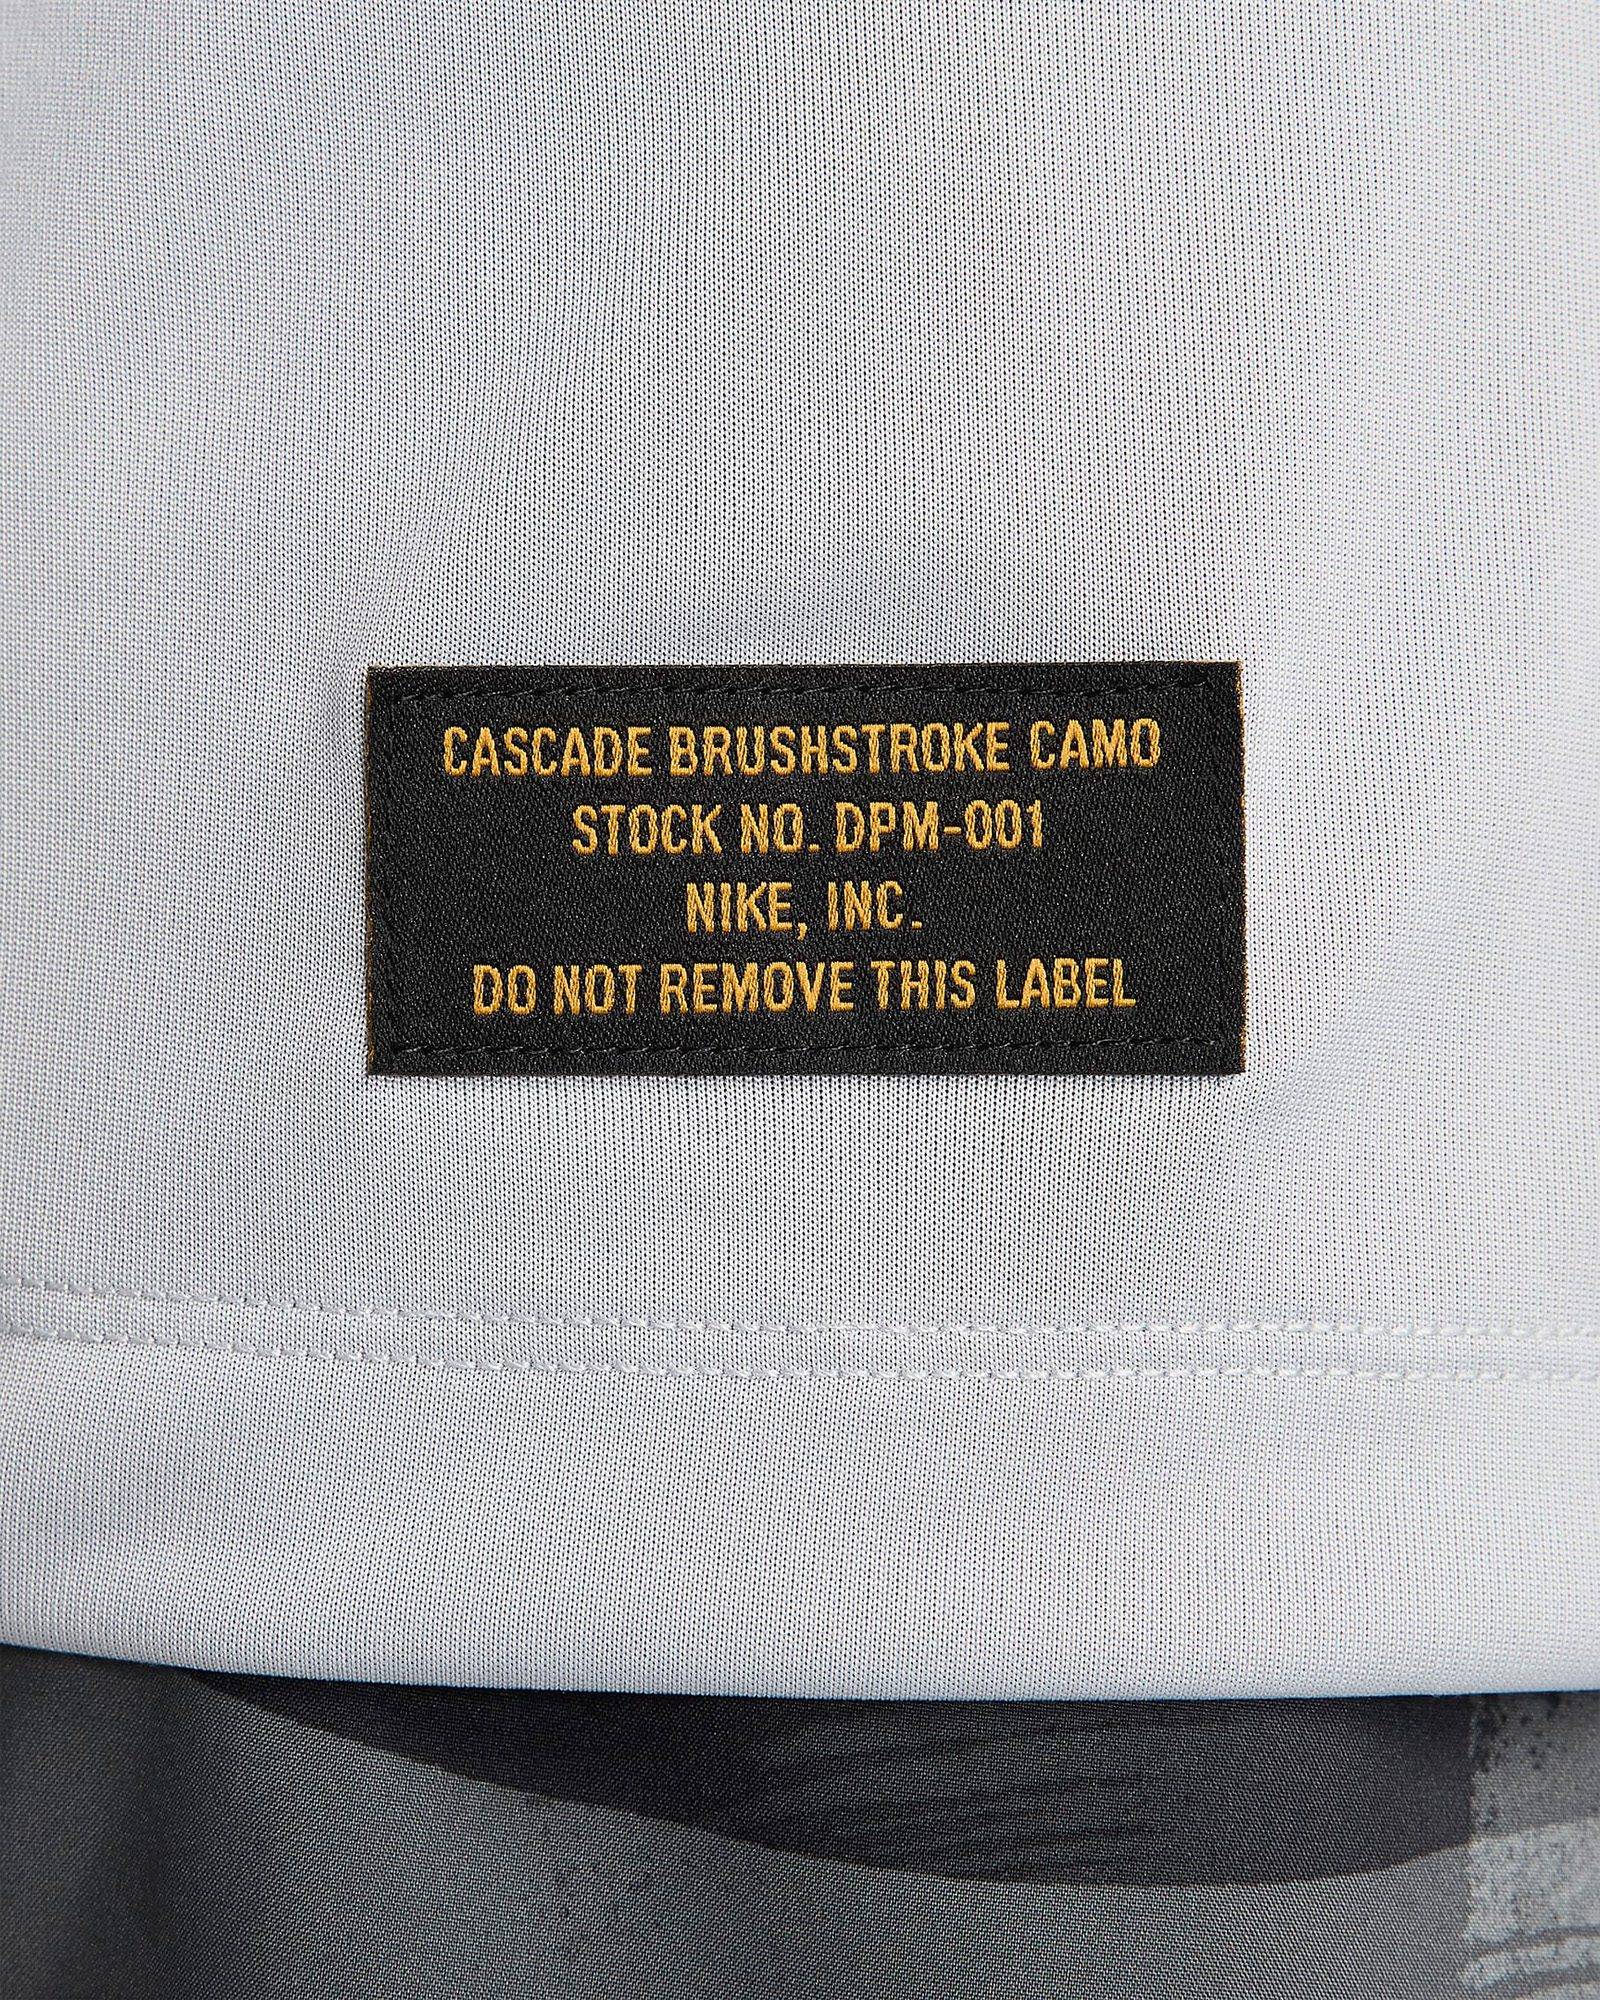 CASCADE BRUSHSTROKE CAMO
STOCK NO. DPM-001
NIKE, INC.
DO NOT REMOVE THIS LABEL